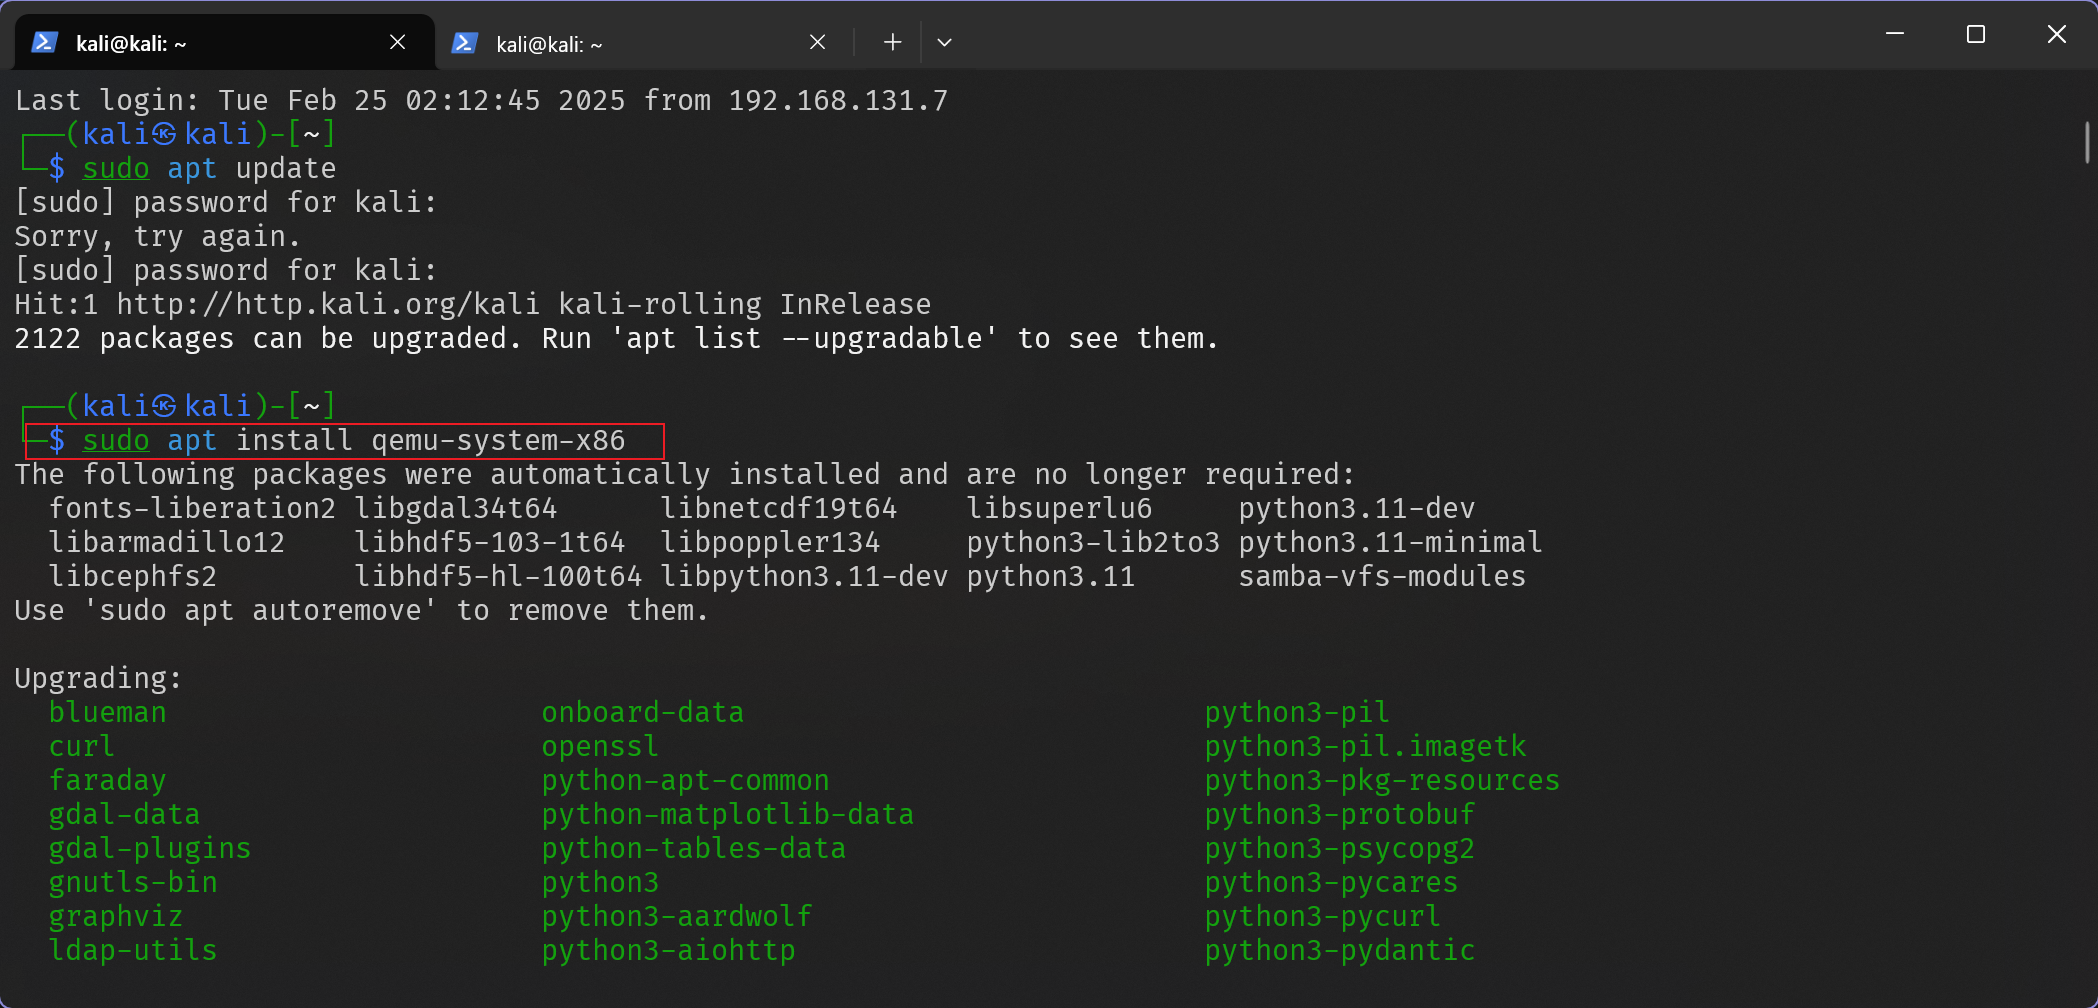 kali@kali: ~
kali@kali: ~
Last login: Tue Feb 25 02:12:45 2025 from 192.168.131.7
┌──(kali㉿kali)-[~]
└─$ sudo apt update
[sudo] password for kali:
Sorry, try again.
[sudo] password for kali:
Hit:1 http://http.kali.org/kali kali-rolling InRelease
2122 packages can be upgraded. Run 'apt list --upgradable' to see them.
┌──(kali㉿kali)-[~]
└─$ sudo apt install qemu-system-x86
The following packages were automatically installed and are no longer required:
fonts-liberation2 libgdal34t64 libnetcdf19t64 libsuperlu6 python3.11-dev
libarmadillo12 libhdf5-103-1t64 libpoppler134 python3-lib2to3 python3.11-minimal
libcephfs2 libhdf5-hl-100t64 libpython3.11-dev python3.11 samba-vfs-modules
Use 'sudo apt autoremove' to remove them.
Upgrading:
blueman onboard-data python3-pil
curl openssl python3-pil.imagetk
faraday python-apt-common python3-pkg-resources
gdal-data python-matplotlib-data python3-protobuf
gdal-plugins python-tables-data python3-psycopg2
gnutls-bin python3 python3-pycares
graphviz python3-aardwolf python3-pycurl
ldap-utils python3-aiohttp python3-pydantic